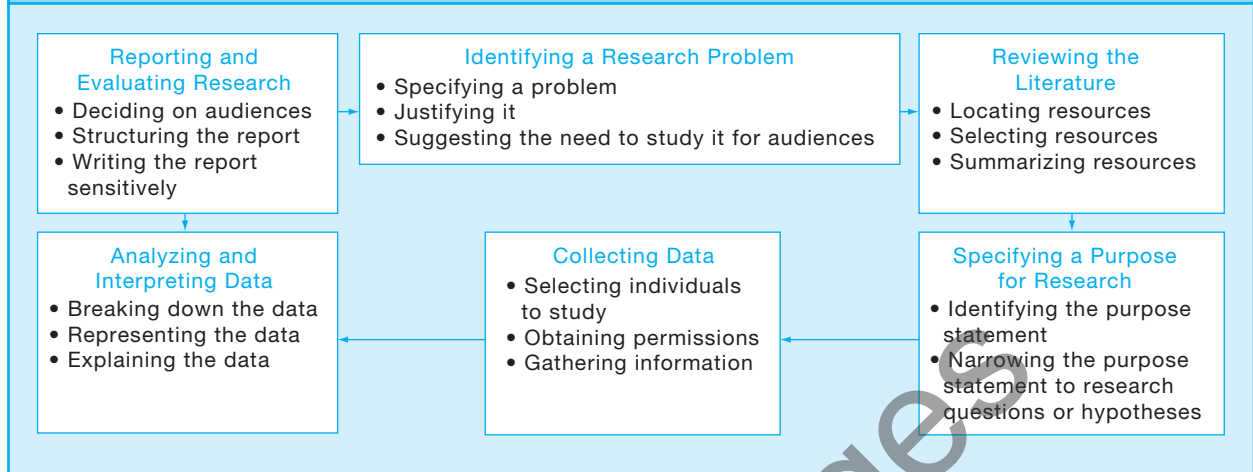 Reporting and
Evaluating Research
• Deciding on audiences
• Structuring the report
• Writing the report
sensitively
Identifying a Research Problem
• Specifying a problem
• Justifying it
• Suggesting the need to study it for audiences
Reviewing the
Literature
• Locating resources
• Selecting resources
• Summarizing resources
Analyzing and
Interpreting Data
• Breaking down the data
• Representing the data
• Explaining the data
Collecting Data
• Selecting individuals
to study
• Obtaining permissions
• Gathering information
Specifying a Purpose
for Research
• Identifying the purpose
statement
• Narrowing the purpose
statement to research
questions or hypotheses